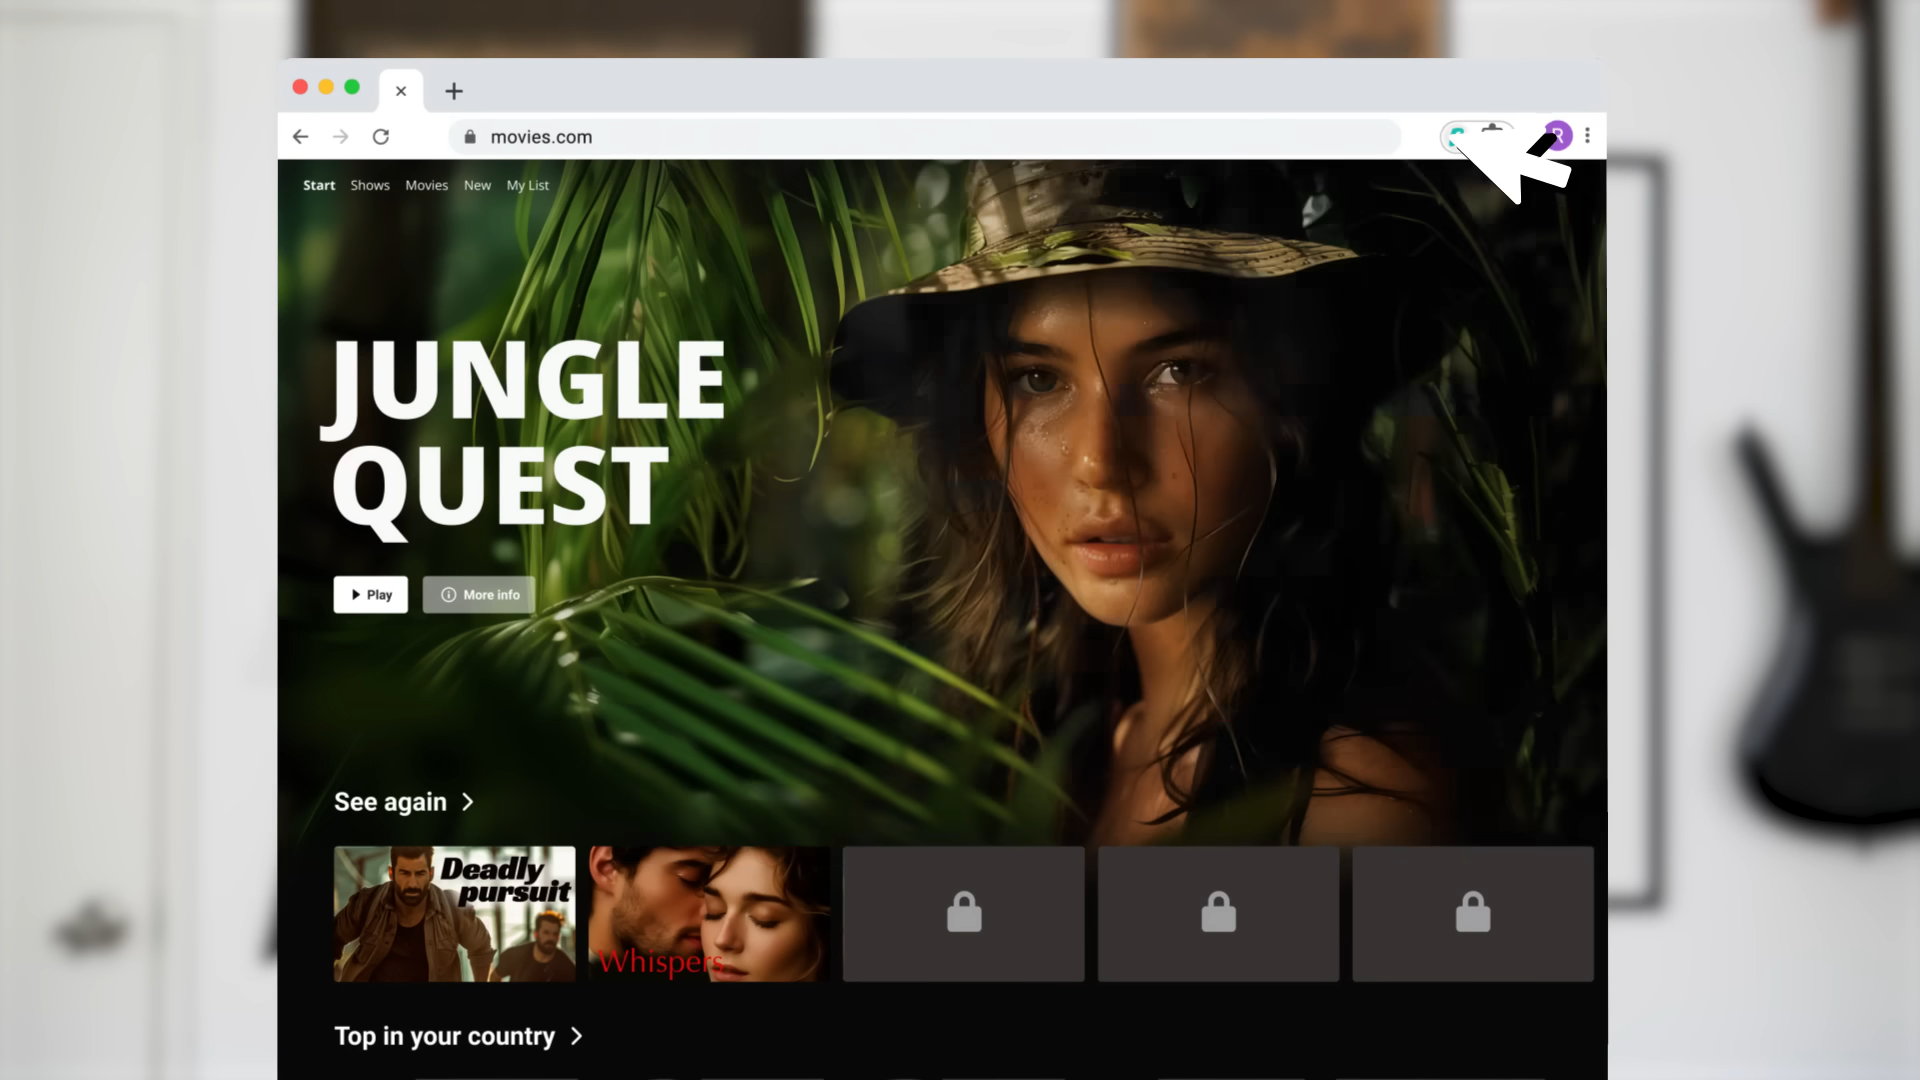 movies.com
R
Start Shows Movies New My List
JUNGLE
QUEST
Play More info
See again
Deadly
pursuit
Whispers
Top in your country